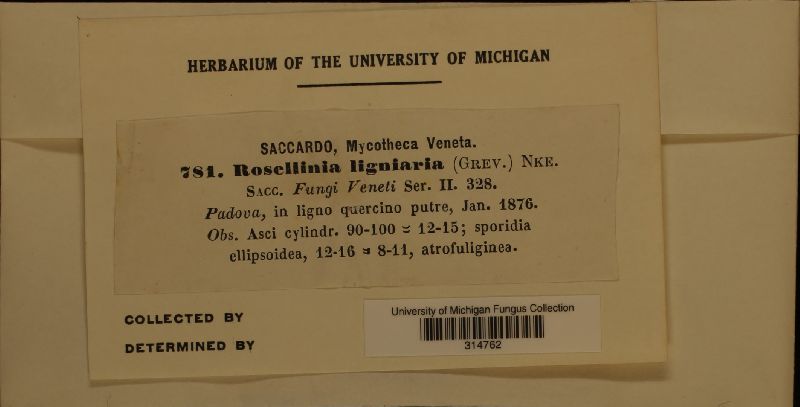 HERBARIUM OF THE UNIVERSITY OF MICHIGAN
SACCARDO, Mycotheca Veneta.
781. Rosellinia ligniaria (GREV.) NKE.
SACC. Fungi Veneti Ser. II. 328.
Padova, in ligno quercino putre, Jan. 1876.
Obs. Asci cylindr. 90-100 = 12-15; sporidia
ellipsoidea, 12-16 = 8-11, atrofuliginea.
COLLECTED BY
DETERMINED BY
University of Michigan Fungus Collection
314762